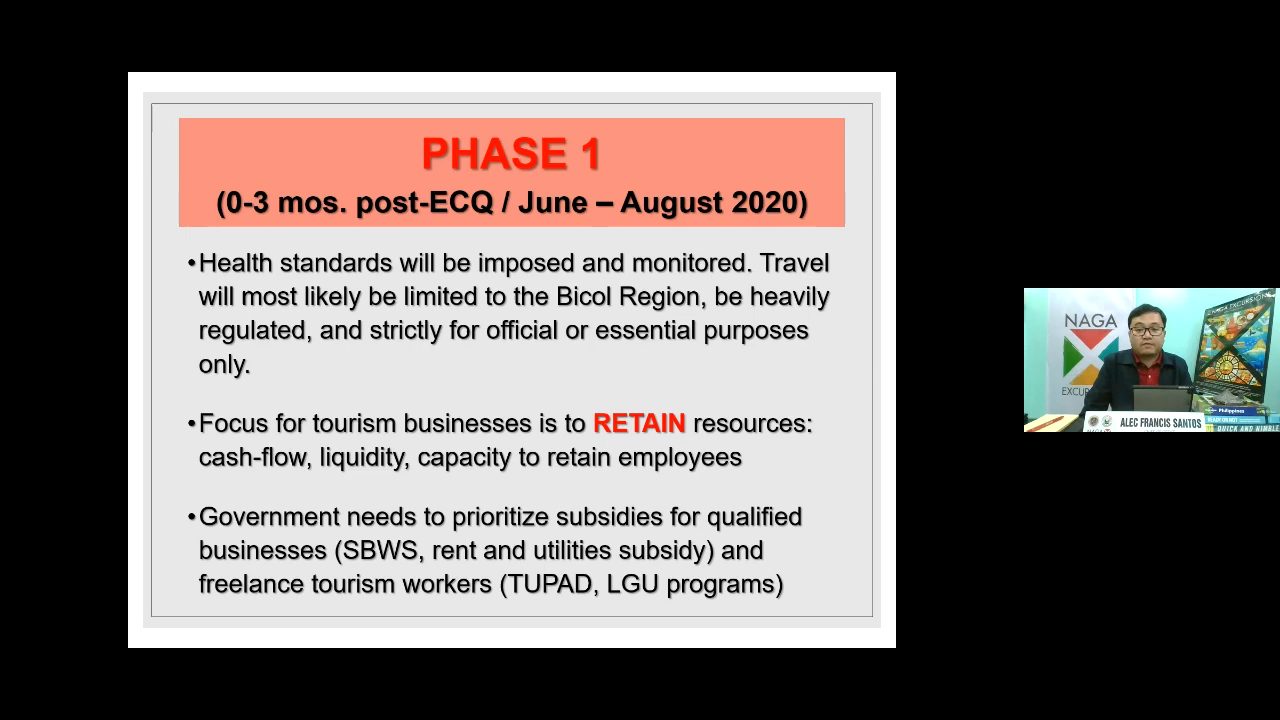 PHASE 1
(0-3 mos. post-ECQ / June – August 2020)
•Health standards will be imposed and monitored. Travel
will most likely be limited to the Bicol Region, be heavily
regulated, and strictly for official or essential purposes
only.
•Focus for tourism businesses is to RETAIN resources:
cash-flow, liquidity, capacity to retain employees
•Government needs to prioritize subsidies for qualified
businesses (SBWS, rent and utilities subsidy) and
freelance tourism workers (TUPAD, LGU programs)
NAGA
EXCUR
NAGA EXCURSIONS
ALEC FRANCIS SANTOS
Philippines
QUICK AND NIMBLE